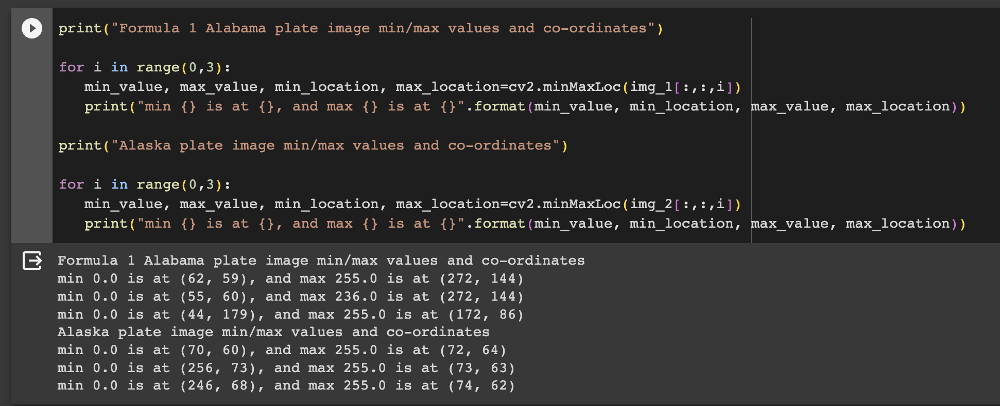 print("Formula 1 Alabama plate image min/max values and co-ordinates")
for i in range(0,3):
min_value, max_value, min_location, max_location=cv2.minMaxLoc(img_1[:,:,i])
print("min {} is at {}, and max {} is at {}".format(min_value, min_location, max_value, max_location))
print("Alaska plate image min/max values and co-ordinates")
for i in range(0,3):
min_value, max_value, min_location, max_location=cv2.minMaxLoc(img_2[:,:,i])
print("min {} is at {}, and max {} is at {}".format(min_value, min_location, max_value, max_location))
Formula 1 Alabama plate image min/max values and co-ordinates
min 0.0 is at (62, 59), and max 255.0 is at (272, 144)
min 0.0 is at (55, 60), and max 236.0 is at (272, 144)
min 0.0 is at (44, 179), and max 255.0 is at (172, 86)
Alaska plate image min/max values and co-ordinates
min 0.0 is at (70, 60), and max 255.0 is at (72, 64)
min 0.0 is at (256, 73), and max 255.0 is at (73, 63)
min 0.0 is at (246, 68), and max 255.0 is at (74, 62)